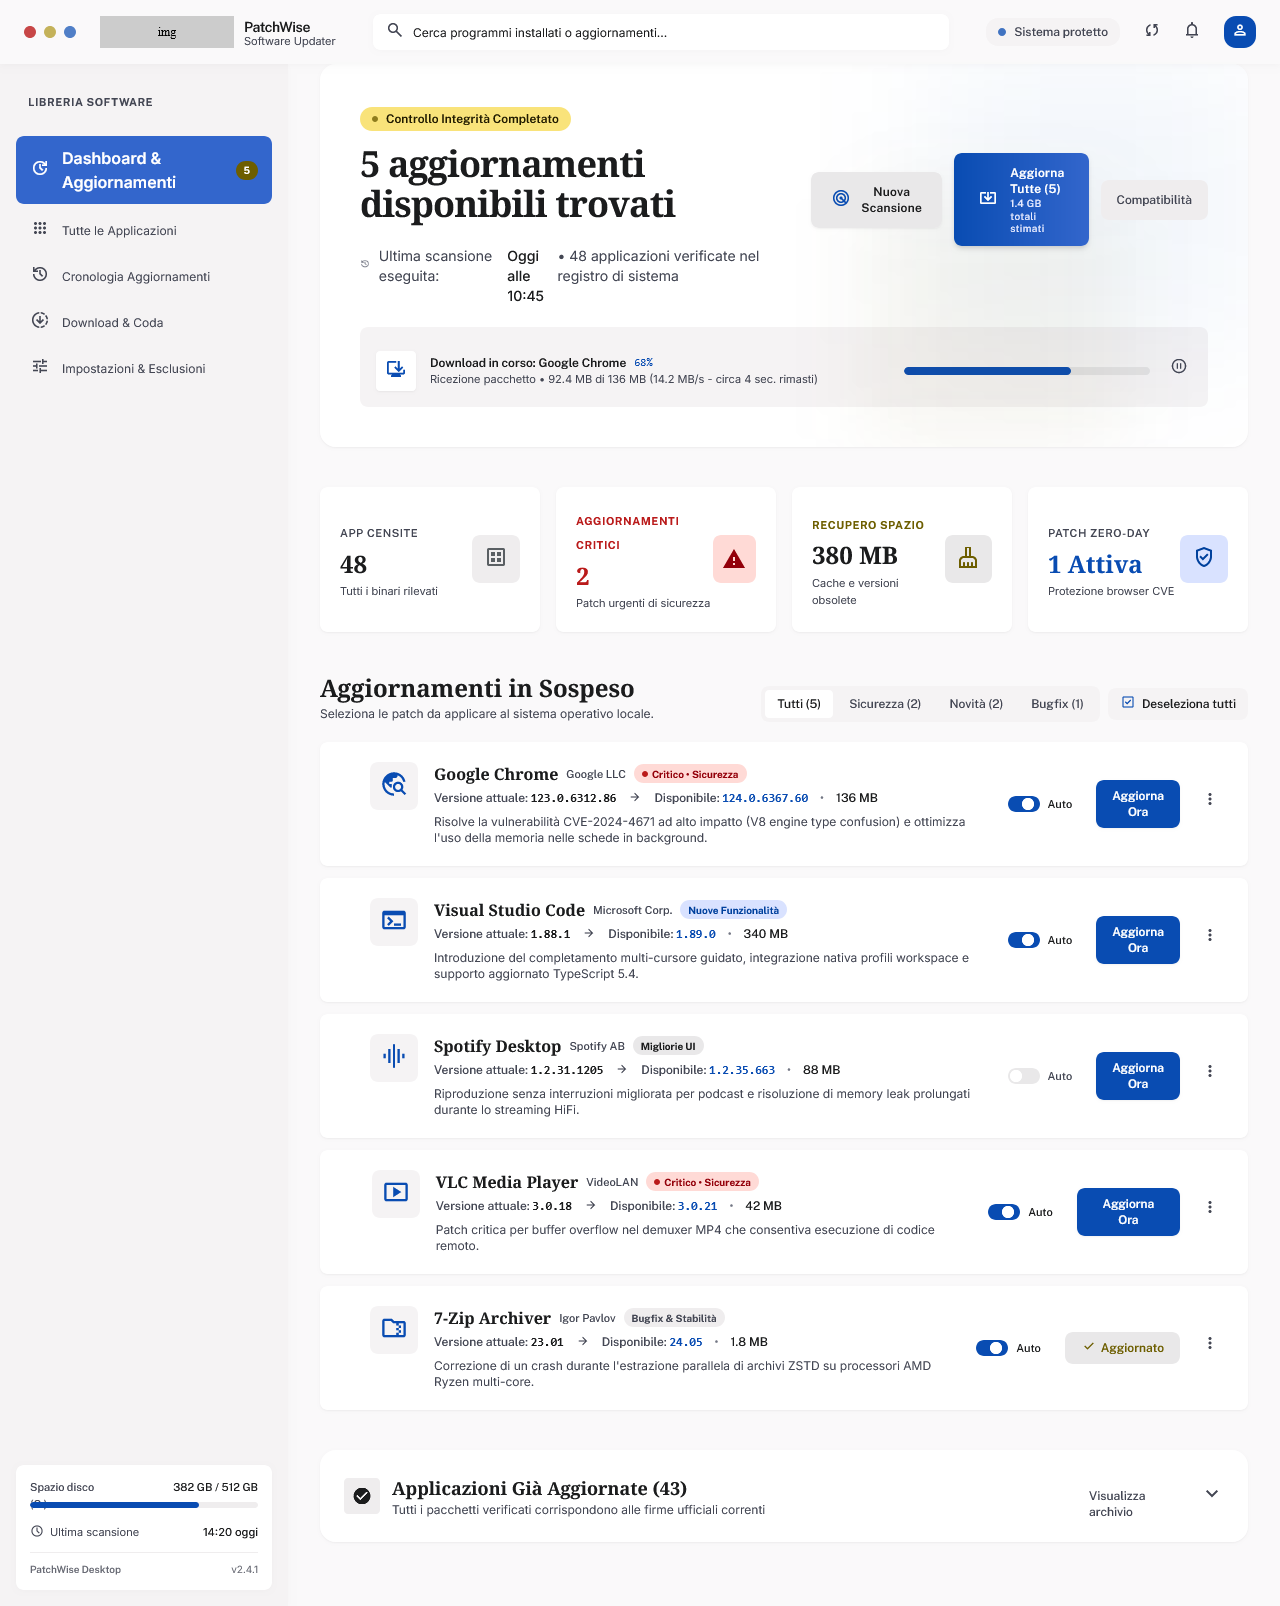 img
PatchWise
Software Updater
Cerca programmi installati o aggiornamenti...
Sistema protetto
LIBRERIA SOFTWARE
Dashboard &
Aggiornamenti
5
Tutte le Applicazioni
Cronologia Aggiornamenti
Download & Coda
Impostazioni & Esclusioni
Controllo Integrità Completato
5 aggiornamenti
disponibili trovati
Ultima scansione
eseguita:
Oggi
alle
10:45
• 48 applicazioni verificate nel
registro di sistema
Nuova
Scansione
Aggiorna
Tutte (5)
1.4 GB
totali
stimati
Compatibilità
Download in corso: Google Chrome 68%
Ricezione pacchetto • 92.4 MB di 136 MB (14.2 MB/s - circa 4 sec. rimasti)
APP CENSITE
48
Tutti i binari rilevati
AGGIORNAMENTI
CRITICI
2
Patch urgenti di sicurezza
RECUPERO SPAZIO
380 MB
Cache e versioni
obsolete
PATCH ZERO-DAY
1 Attiva
Protezione browser CVE
Aggiornamenti in Sospeso
Seleziona le patch da applicare al sistema operativo locale.
Tutti (5)
Sicurezza (2)
Novità (2)
Bugfix (1)
Deseleziona tutti
Google Chrome Google LLC Critico • Sicurezza
Versione attuale: 123.0.6312.86 → Disponibile: 124.0.6367.60 • 136 MB
Risolve la vulnerabilità CVE-2024-4671 ad alto impatto (V8 engine type confusion) e ottimizza
l'uso della memoria nelle schede in background.
Auto
Aggiorna
Ora
Visual Studio Code Microsoft Corp. Nuove Funzionalità
Versione attuale: 1.88.1 → Disponibile: 1.89.0 • 340 MB
Introduzione del completamento multi-cursore guidato, integrazione nativa profili workspace e
supporto aggiornato TypeScript 5.4.
Auto
Aggiorna
Ora
Spotify Desktop Spotify AB Migliorie UI
Versione attuale: 1.2.31.1205 → Disponibile: 1.2.35.663 • 88 MB
Riproduzione senza interruzioni migliorata per podcast e risoluzione di memory leak prolungati
durante lo streaming HiFi.
Auto
Aggiorna
Ora
VLC Media Player VideoLAN Critico • Sicurezza
Versione attuale: 3.0.18 → Disponibile: 3.0.21 • 42 MB
Patch critica per buffer overflow nel demuxer MP4 che consentiva esecuzione di codice
remoto.
Auto
Aggiorna
Ora
7-Zip Archiver Igor Pavlov Bugfix & Stabilità
Versione attuale: 23.01 → Disponibile: 24.05 • 1.8 MB
Correzione di un crash durante l'estrazione parallela di archivi ZSTD su processori AMD
Ryzen multi-core.
Auto
Aggiornato
Applicazioni Già Aggiornate (43)
Tutti i pacchetti verificati corrispondono alle firme ufficiali correnti
Visualizza
archivio
Spazio disco
382 GB / 512 GB
Ultima scansione
14:20 oggi
PatchWise Desktop
v2.4.1